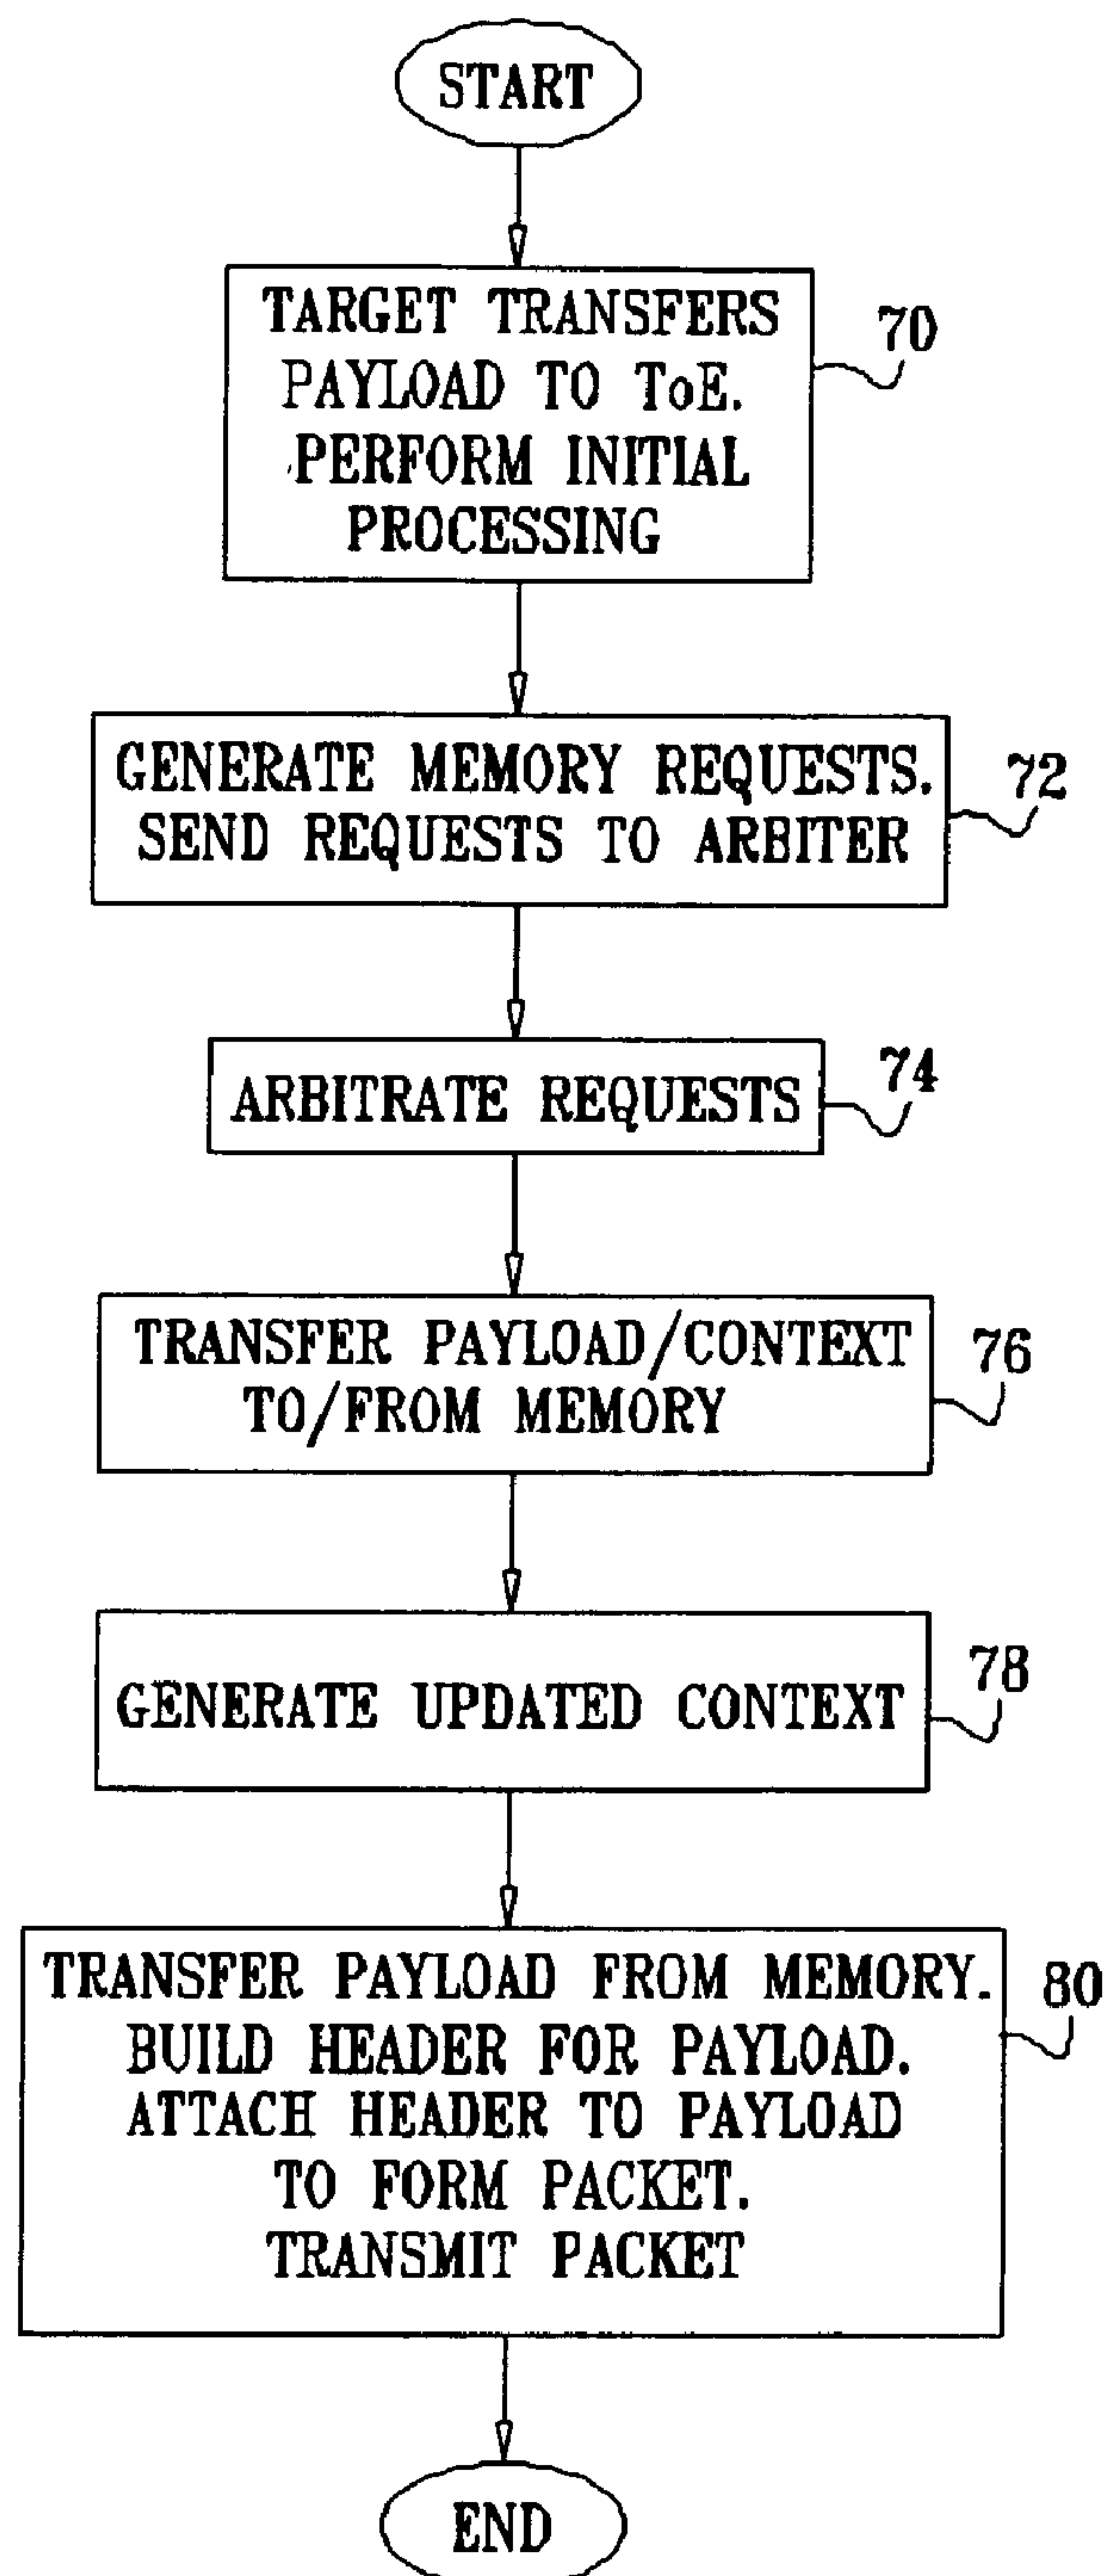 START
TARGET TRANSFERS
PAYLOAD TO ToE.
PERFORM INITIAL
PROCESSING
70
GENERATE MEMORY REQUESTS.
SEND REQUESTS TO ARBITER
72
ARBITRATE REQUESTS
74
TRANSFER PAYLOAD/CONTEXT
TO/FROM MEMORY
76
GENERATE UPDATED CONTEXT
78
TRANSFER PAYLOAD FROM MEMORY.
BUILD HEADER FOR PAYLOAD.
ATTACH HEADER TO PAYLOAD
TO FORM PACKET.
TRANSMIT PACKET
80
END